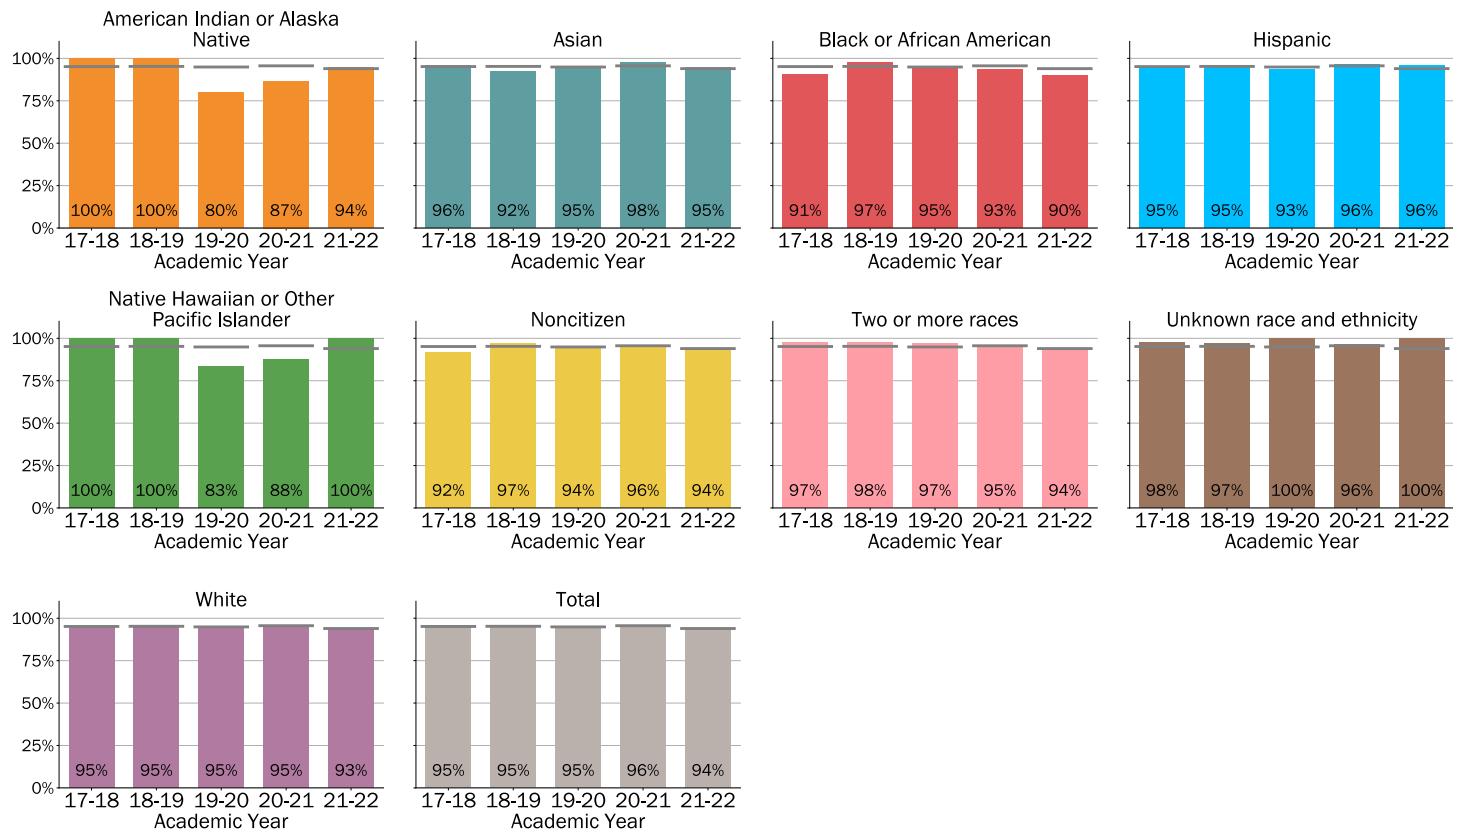 American Indian or Alaska
Native
Asian
Black or African American
Hispanic
100%
75%
50%
25%
0%
100% 100% 80% 87% 94%
96% 92% 95% 98% 95%
91% 97% 95% 93% 90%
95% 95% 93% 96% 96%
17-18 18-19 19-20 20-21 21-22
17-18 18-19 19-20 20-21 21-22
17-18 18-19 19-20 20-21 21-22
17-18 18-19 19-20 20-21 21-22
Academic Year
Academic Year
Academic Year
Academic Year
Native Hawaiian or Other
Pacific Islander
Noncitizen
Two or more races
Unknown race and ethnicity
100%
75%
50%
25%
0%
100% 100% 83% 88% 100%
92% 97% 94% 96% 94%
97% 98% 97% 95% 94%
98% 97% 100% 96% 100%
17-18 18-19 19-20 20-21 21-22
17-18 18-19 19-20 20-21 21-22
17-18 18-19 19-20 20-21 21-22
17-18 18-19 19-20 20-21 21-22
Academic Year
Academic Year
Academic Year
Academic Year
White
Total
100%
75%
50%
25%
0%
95% 95% 95% 95% 93%
95% 95% 95% 96% 94%
17-18 18-19 19-20 20-21 21-22
17-18 18-19 19-20 20-21 21-22
Academic Year
Academic Year